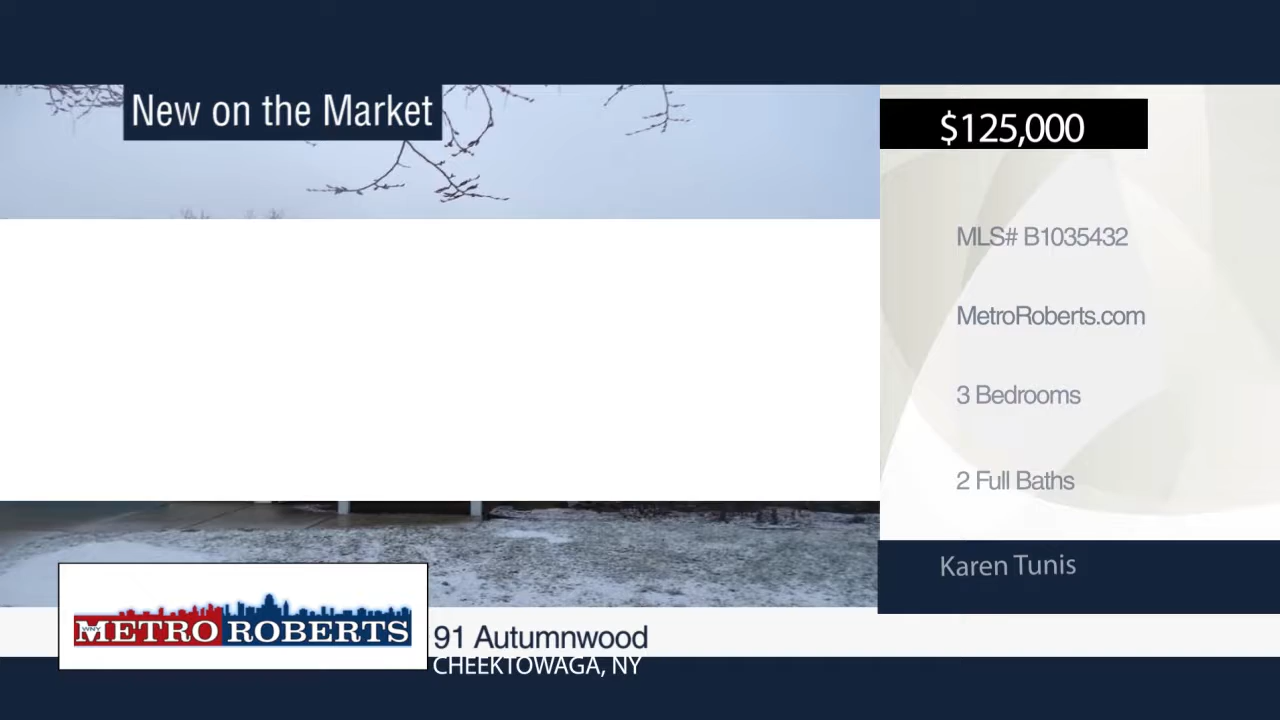 New on the Market
$125,000
MLS# B1035432
MetroRoberts.com
3 Bedrooms
2 Full Baths
Karen Tunis
WNY
METRO ROBERTS
91 Autumnwood
CHEEKTOWAGA, NY